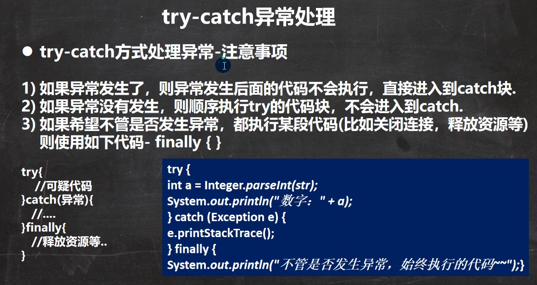 try-catch异常处理
● try-catch方式处理异常-注意事项
1) 如果异常发生了，则异常发生后面的代码不会执行，直接进入到catch块.
2) 如果异常没有发生，则顺序执行try的代码块，不会进入到catch.
3) 如果希望不管是否发生异常，都执行某段代码(比如关闭连接，释放资源等)
则使用如下代码- finally { }
try{
//可疑代码
}catch(异常){
//....
}finally{
//释放资源等..
}
try {
int a = Integer.parseInt(str);
System.out.println("数字：" + a);
} catch (Exception e) {
e.printStackTrace();
} finally {
System.out.println("不管是否发生异常，始终执行的代码~~");}